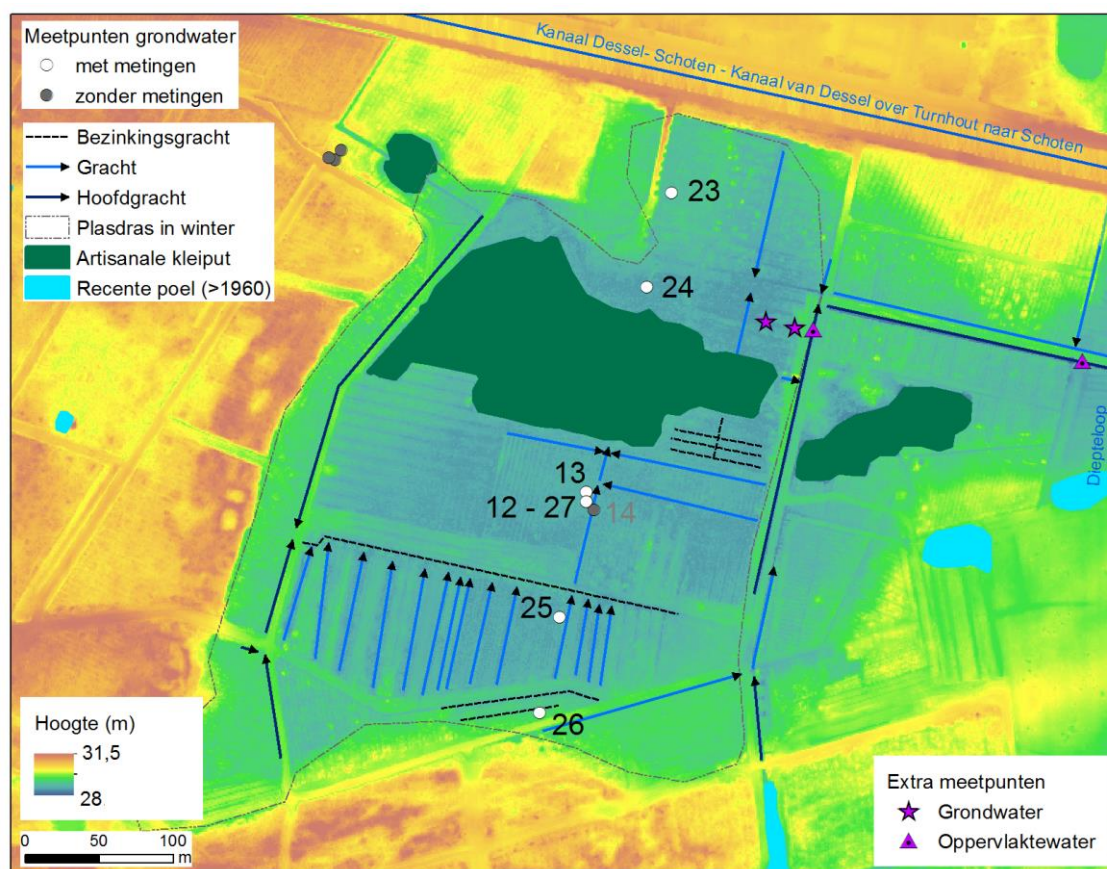 Meetpunten grondwater
met metingen
zonder metingen
Bezinkingsgracht
Gracht
Hoofdgracht
Plasdras in winter
Artisanale kleiput
Recente poel (>1960)
Kanaal Dessel- Schoten - Kanaal van Dessel over Turnhout naar Schoten
23
24
13
12 - 27
14
25
26
Diepteloop
Hoogte (m)
31,5
28
0 50 100
m
Extra meetpunten
Grondwater
Oppervlaktewater